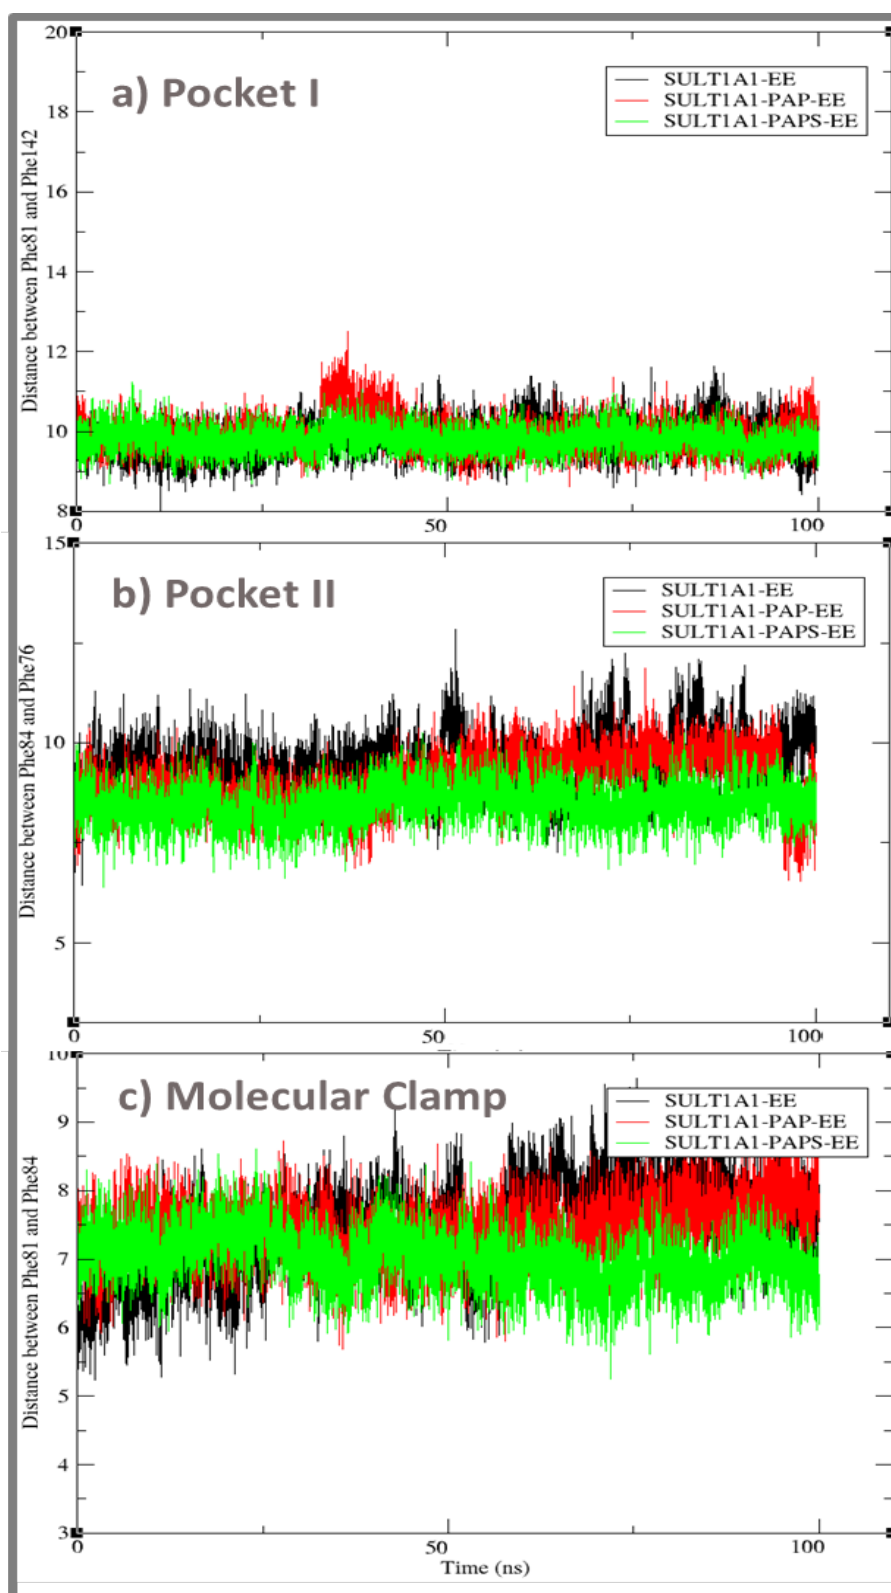 20
18
16
14
12
10
8
Distance between Phe81 and Phe142
a) Pocket I
SULT1A1-EE
SULT1A1-PAP-EE
SULT1A1-PAPS-EE
0
50
100
15
10
5
Distance between Phe84 and Phe76
b) Pocket II
SULT1A1-EE
SULT1A1-PAP-EE
SULT1A1-PAPS-EE
0
50
100
10
9
8
7
6
5
4
3
Distance between Phe81 and Phe84
c) Molecular Clamp
SULT1A1-EE
SULT1A1-PAP-EE
SULT1A1-PAPS-EE
0
50
100
Time (ns)